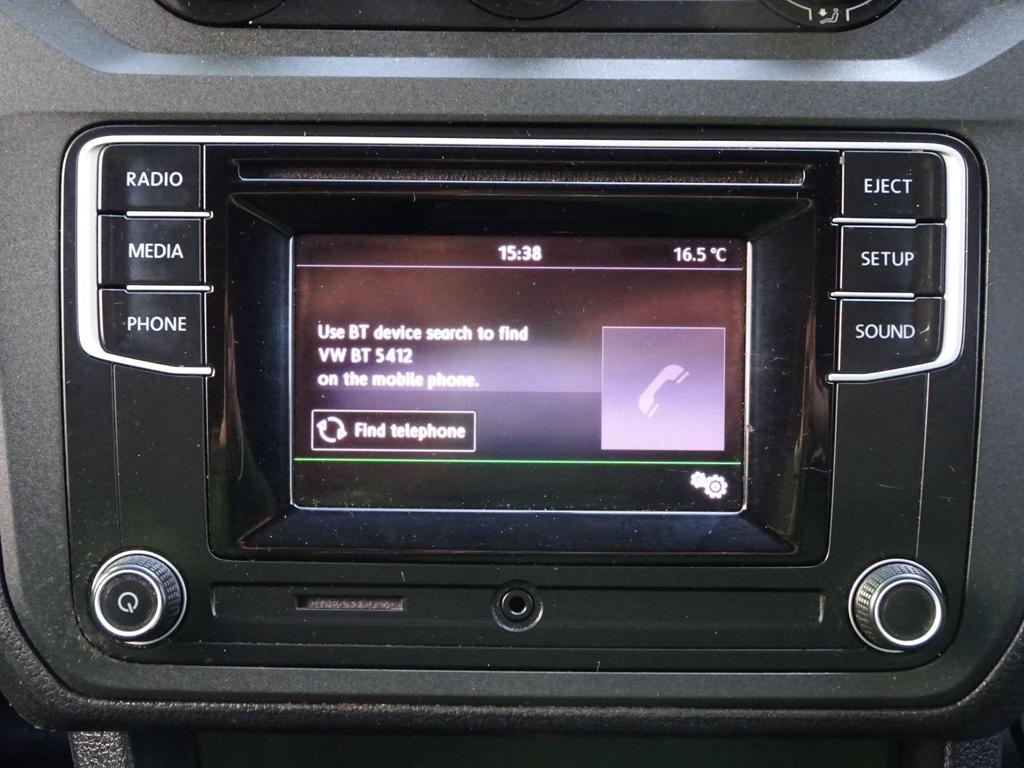 RADIO
MEDIA
PHONE
15:38
16.5 °C
Use BT device search to find
VW BT 5412
on the mobile phone.
Find telephone
EJECT
SETUP
SOUND